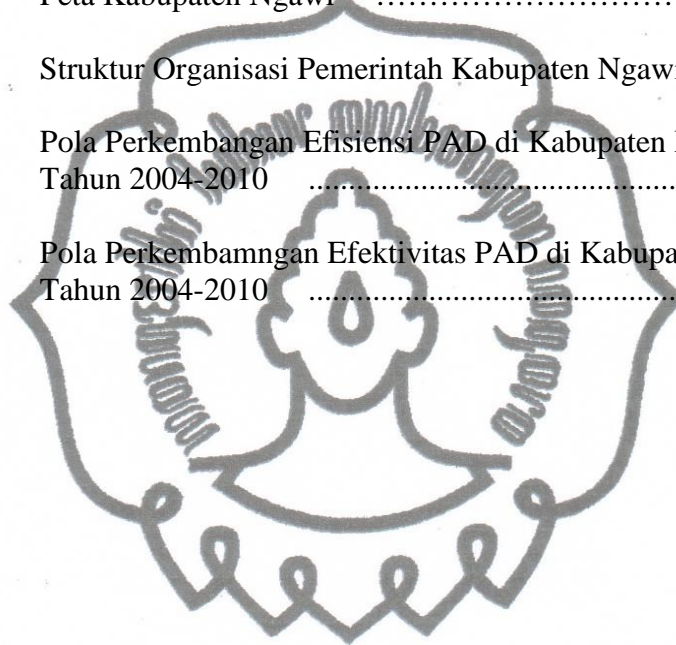 Peta Kabupaten Ngawi ................................
Struktur Organisasi Pemerintah Kabupaten Ngawi
Pola Perkembangan Efisiensi PAD di Kabupaten
Tahun 2004-2010 ................................................
Pola Perkembamngan Efektivitas PAD di Kabupa
Tahun 2004-2010 ................................................